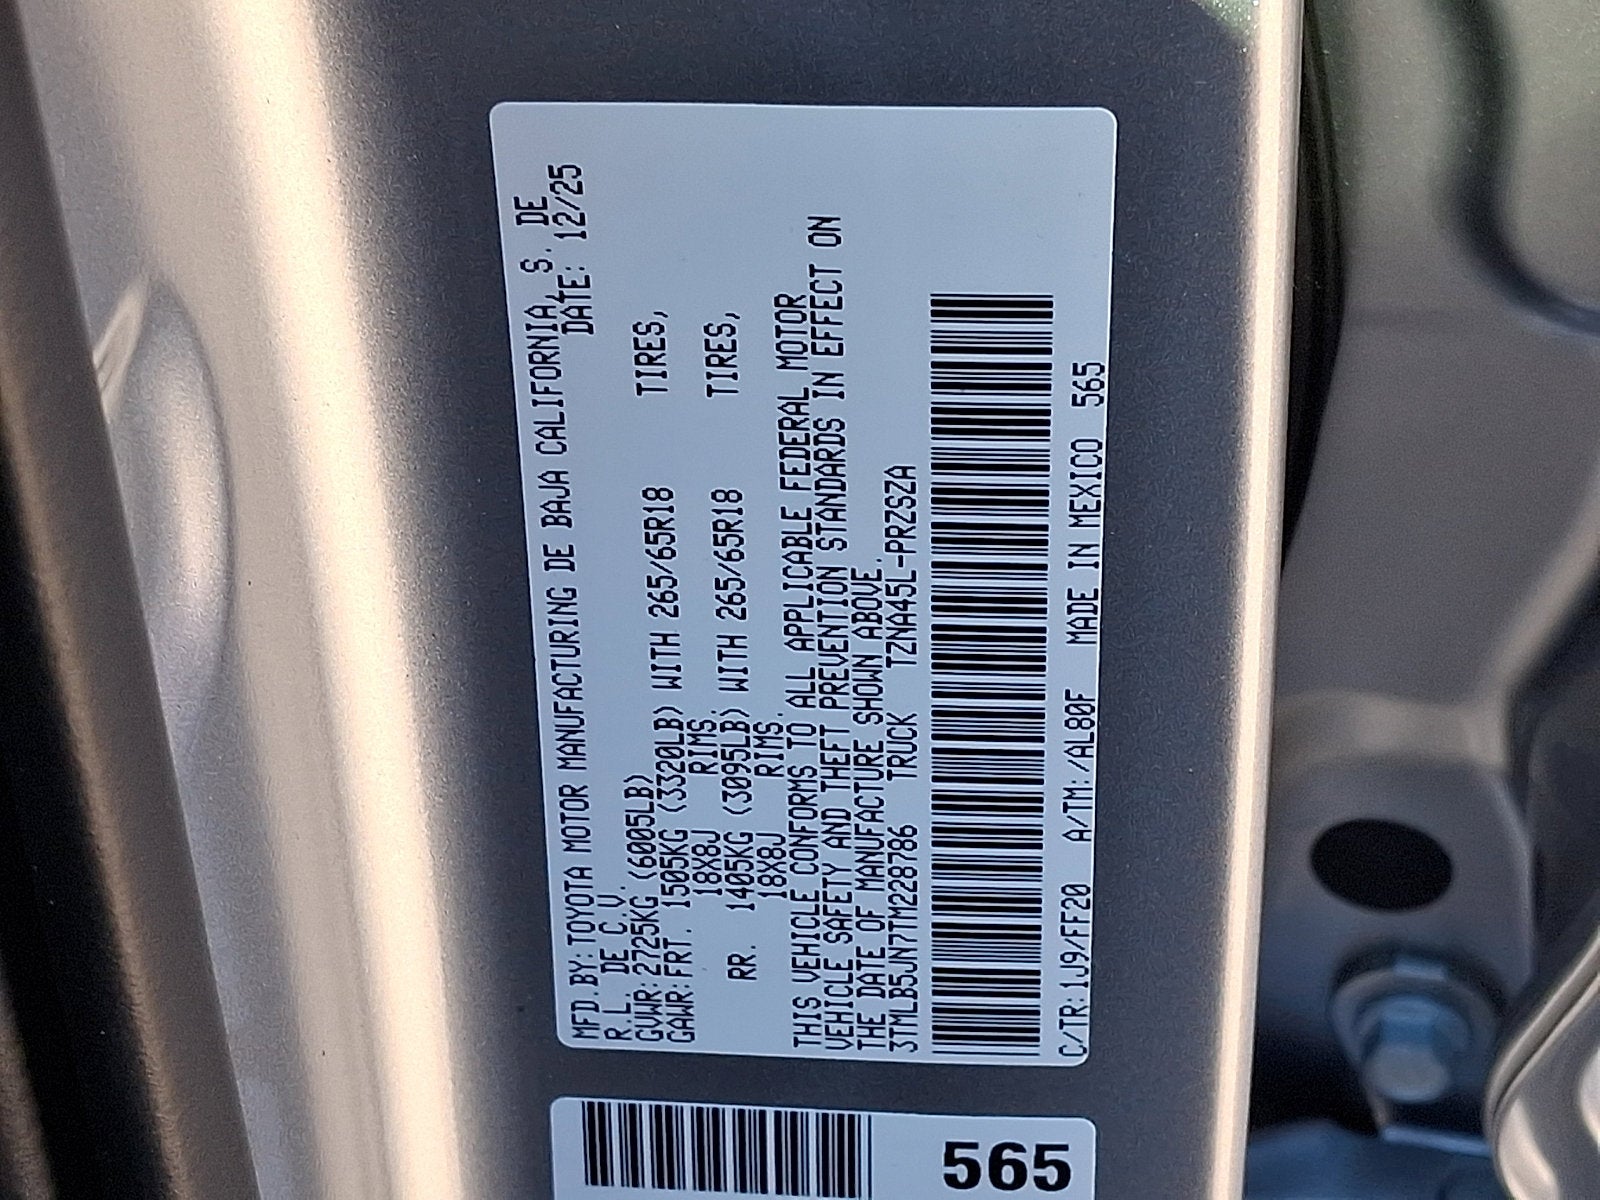 MFD.BY:TOYOTA MOTOR MANUFACTURING DE BAJA CALIFORNIA, S. DE
R.L. DE C.V. DATE: 12/25
GVWR:2725KG (6005LB)
GAWR:FRT. 1505KG (3320LB) WITH 265/65R18 TIRES,
18X8J RIMS.
RR. 1405KG (3095LB) WITH 265/65R18 TIRES,
18X8J RIMS.
THIS VEHICLE CONFORMS TO ALL APPLICABLE FEDERAL MOTOR
VEHICLE SAFETY AND THEFT PREVENTION STANDARDS IN EFFECT ON
THE DATE OF MANUFACTURE SHOWN ABOVE.
3TMLB5JN7TM228786 TRUCK TZNA45L-PRZSZA
C/TR:1J9/FF20 A/TM:/AL80F MADE IN MEXICO 565
565